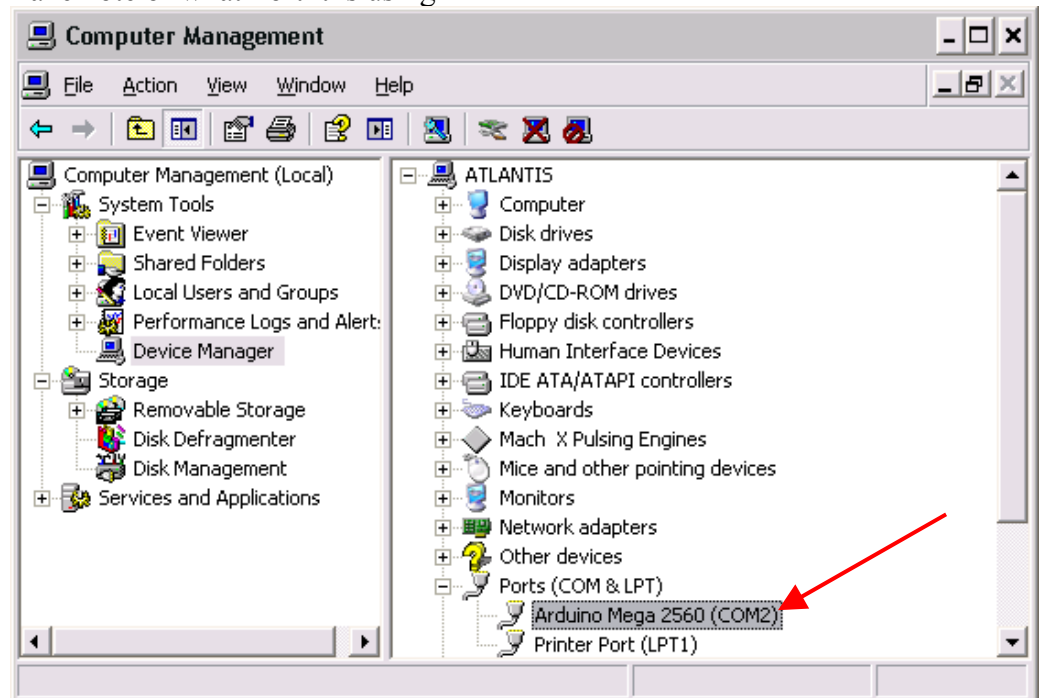 Computer Management
File Action View Window Help
Computer Management (Local)
System Tools
Event Viewer
Shared Folders
Local Users and Groups
Performance Logs and Alert:
Device Manager
Storage
Removable Storage
Disk Defragmenter
Disk Management
Services and Applications
ATLANTIS
Computer
Disk drives
Display adapters
DVD/CD-ROM drives
Floppy disk controllers
Human Interface Devices
IDE ATA/ATAPI controllers
Keyboards
Mach X Pulsing Engines
Mice and other pointing devices
Monitors
Network adapters
Other devices
Ports (COM & LPT)
Arduino Mega 2560 (COM2)
Printer Port (LPT1)